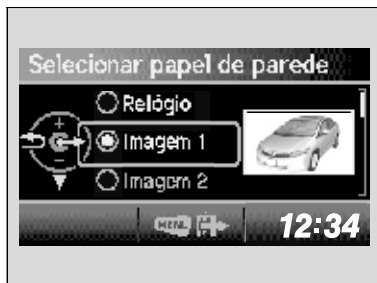 Selecionar papel de parede
Relógio
Imagem 1
Imagem 2
MENU
12:34